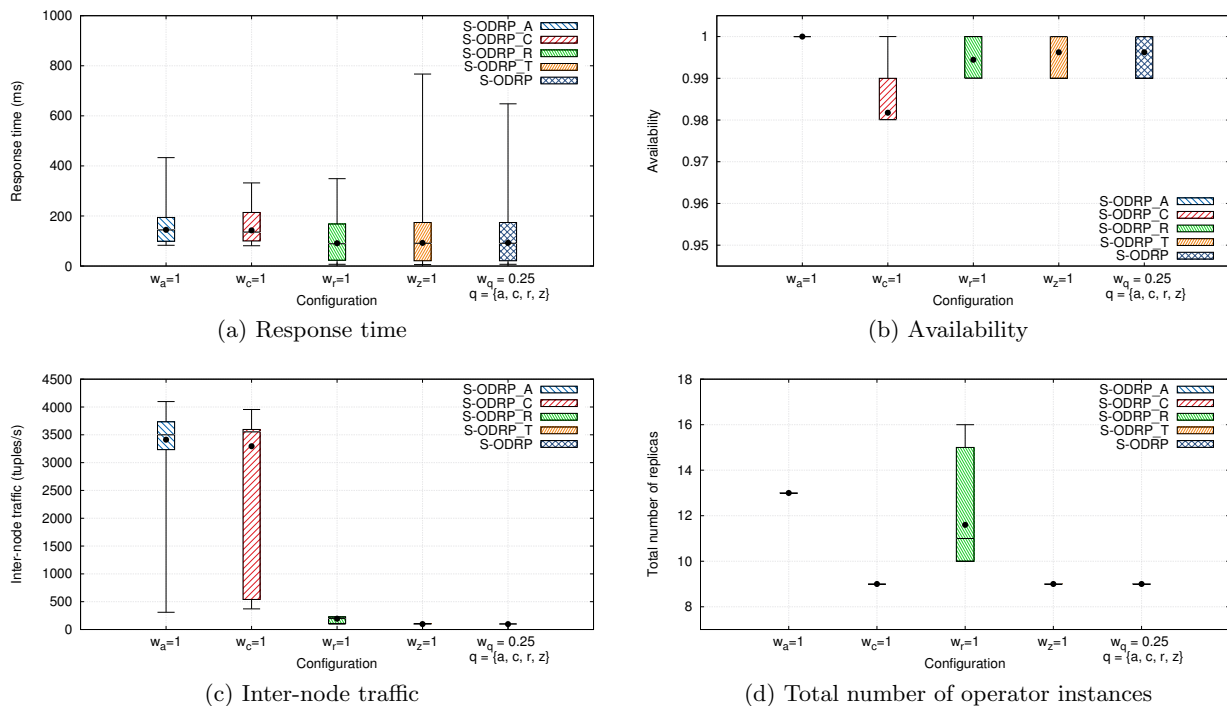 1000
800
600
400
200
0
Response time (ms)
S-ODRP_A
S-ODRP_C
S-ODRP_R
S-ODRP_T
S-ODRP
w_a=1 w_c=1 w_r=1 w_z=1 w_q = 0.25
q = {a, c, r, z}
Configuration
(a) Response time
1
0.99
0.98
0.97
0.96
0.95
Availability
S-ODRP_A
S-ODRP_C
S-ODRP_R
S-ODRP_T
S-ODRP
w_a=1 w_c=1 w_r=1 w_z=1 w_q = 0.25
q = {a, c, r, z}
Configuration
(b) Availability
4500
4000
3500
3000
2500
2000
1500
1000
500
0
Inter-node traffic (tuples/s)
S-ODRP_A
S-ODRP_C
S-ODRP_R
S-ODRP_T
S-ODRP
w_a=1 w_c=1 w_r=1 w_z=1 w_q = 0.25
q = {a, c, r, z}
Configuration
(c) Inter-node traffic
18
16
14
12
10
8
Total number of replicas
S-ODRP_A
S-ODRP_C
S-ODRP_R
S-ODRP_T
S-ODRP
w_a=1 w_c=1 w_r=1 w_z=1 w_q = 0.25
q = {a, c, r, z}
Configuration
(d) Total number of operator instances